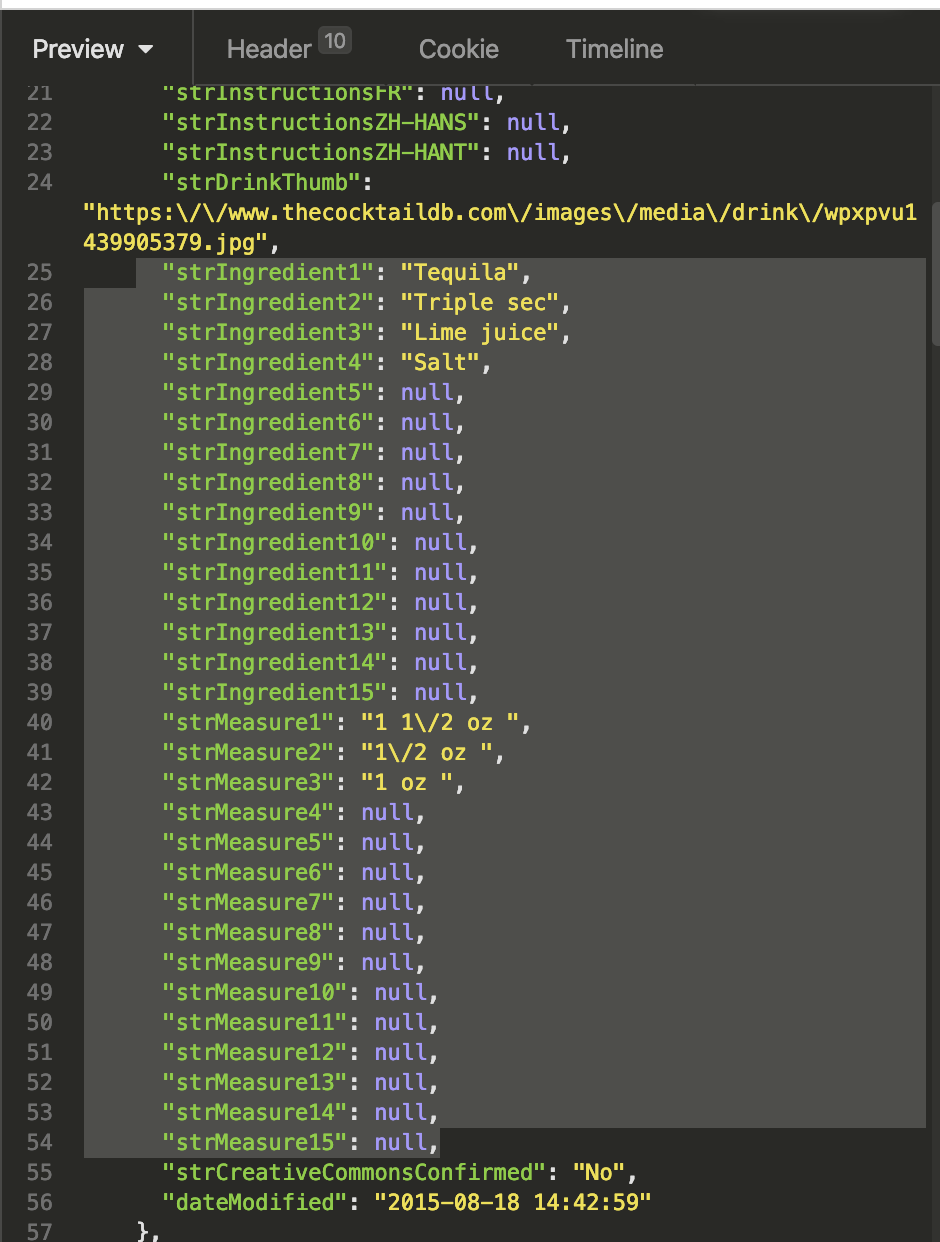 Preview Header 10 Cookie Timeline
21 "strInstructionsFR": null,
22 "strInstructionsZH-HANS": null,
23 "strInstructionsZH-HANT": null,
24 "strDrinkThumb":
"https:\/\/www.thecocktaildb.com\/images\/media\/drink\/wpxpvu1
439905379.jpg",
25 "strIngredient1": "Tequila",
26 "strIngredient2": "Triple sec",
27 "strIngredient3": "Lime juice",
28 "strIngredient4": "Salt",
29 "strIngredient5": null,
30 "strIngredient6": null,
31 "strIngredient7": null,
32 "strIngredient8": null,
33 "strIngredient9": null,
34 "strIngredient10": null,
35 "strIngredient11": null,
36 "strIngredient12": null,
37 "strIngredient13": null,
38 "strIngredient14": null,
39 "strIngredient15": null,
40 "strMeasure1": "1 1\/2 oz ",
41 "strMeasure2": "1\/2 oz ",
42 "strMeasure3": "1 oz ",
43 "strMeasure4": null,
44 "strMeasure5": null,
45 "strMeasure6": null,
46 "strMeasure7": null,
47 "strMeasure8": null,
48 "strMeasure9": null,
49 "strMeasure10": null,
50 "strMeasure11": null,
51 "strMeasure12": null,
52 "strMeasure13": null,
53 "strMeasure14": null,
54 "strMeasure15": null,
55 "strCreativeCommonsConfirmed": "No",
56 "dateModified": "2015-08-18 14:42:59"
57 },